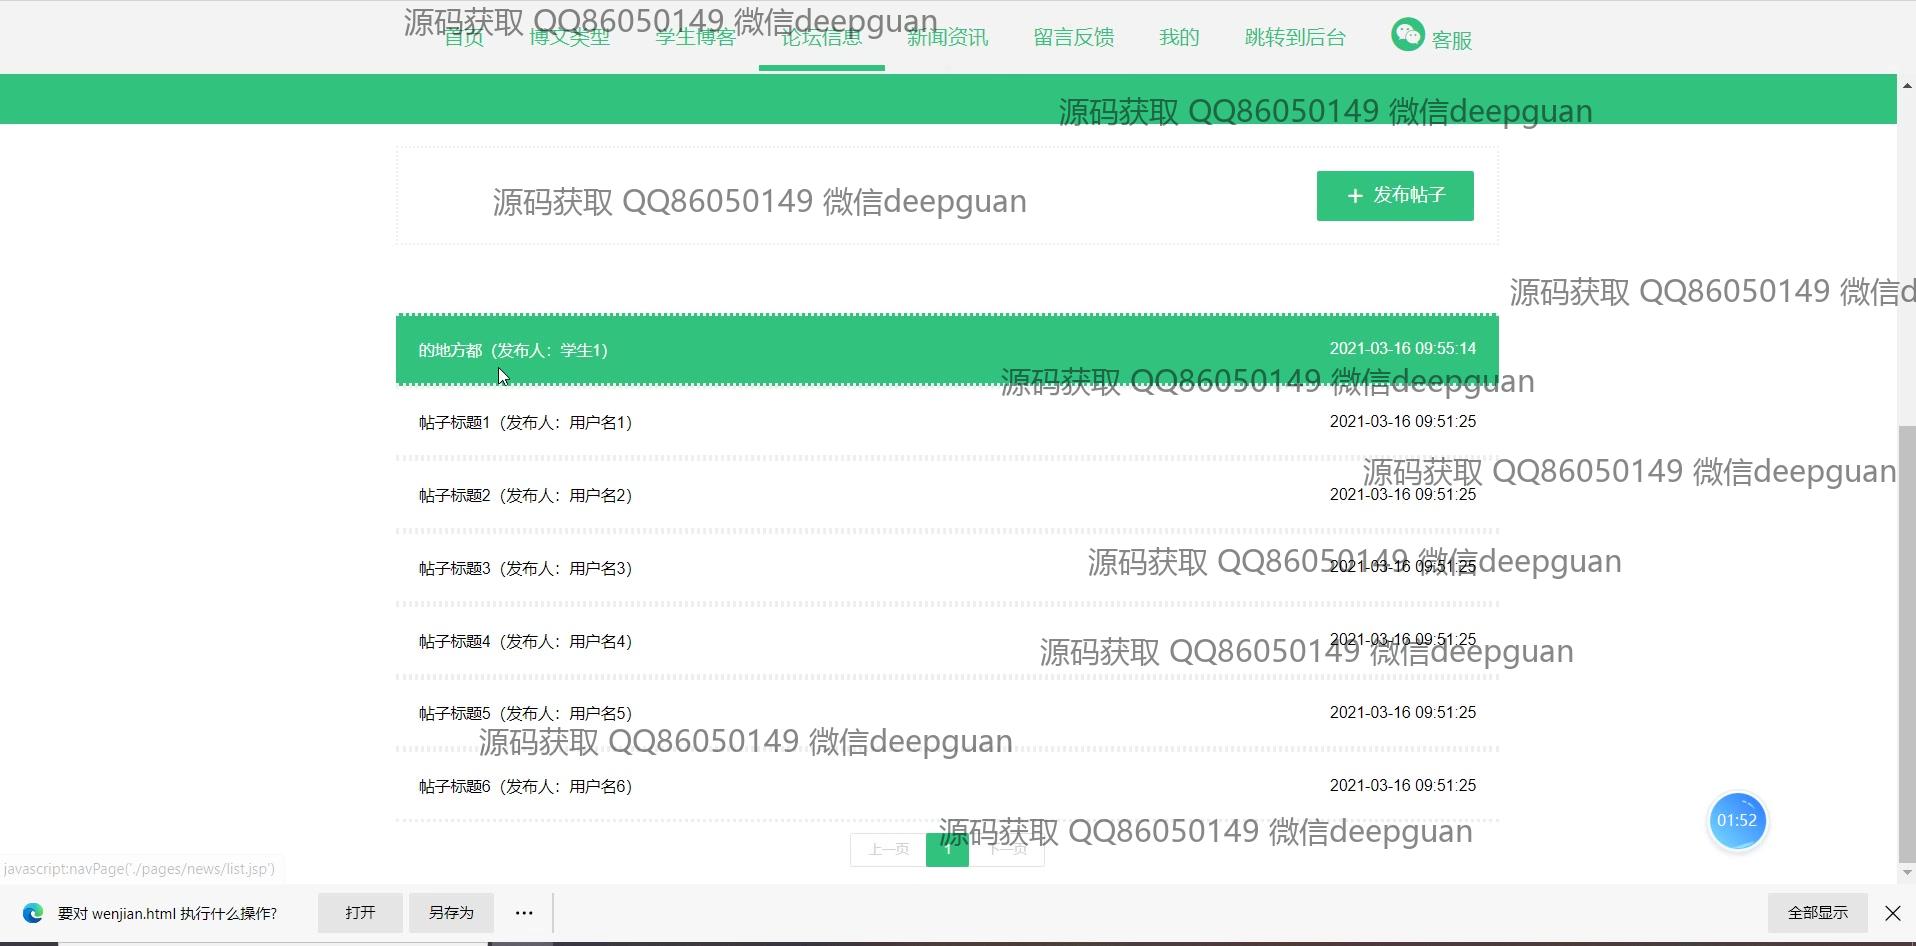 源码获取 QQ86050149 微信deepguan
首页 博文类型 学生博客 论坛信息 新闻资讯 留言反馈 我的 跳转到后台 客服
源码获取 QQ86050149 微信deepguan
源码获取 QQ86050149 微信deepguan
+ 发布帖子
源码获取 QQ86050149 微信d
的地方都（发布人：学生1） 2021-03-16 09:55:14
源码获取 QQ86050149 微信deepguan
帖子标题1（发布人：用户名1） 2021-03-16 09:51:25
源码获取 QQ86050149 微信deepguan
帖子标题2（发布人：用户名2） 2021-03-16 09:51:25
源码获取 QQ86050149 微信deepguan
帖子标题3（发布人：用户名3） 2021-03-16 09:51:25
帖子标题4（发布人：用户名4） 2021-03-16 09:51:25
源码获取 QQ86050149 微信deepguan
帖子标题5（发布人：用户名5） 2021-03-16 09:51:25
源码获取 QQ86050149 微信deepguan
帖子标题6（发布人：用户名6） 2021-03-16 09:51:25
01:52
源码获取 QQ86050149 微信deepguan
上一页 1 下一页
javascript:navPage('./pages/news/list.jsp')
要对 wenjian.html 执行什么操作? 打开 另存为 ... 全部显示